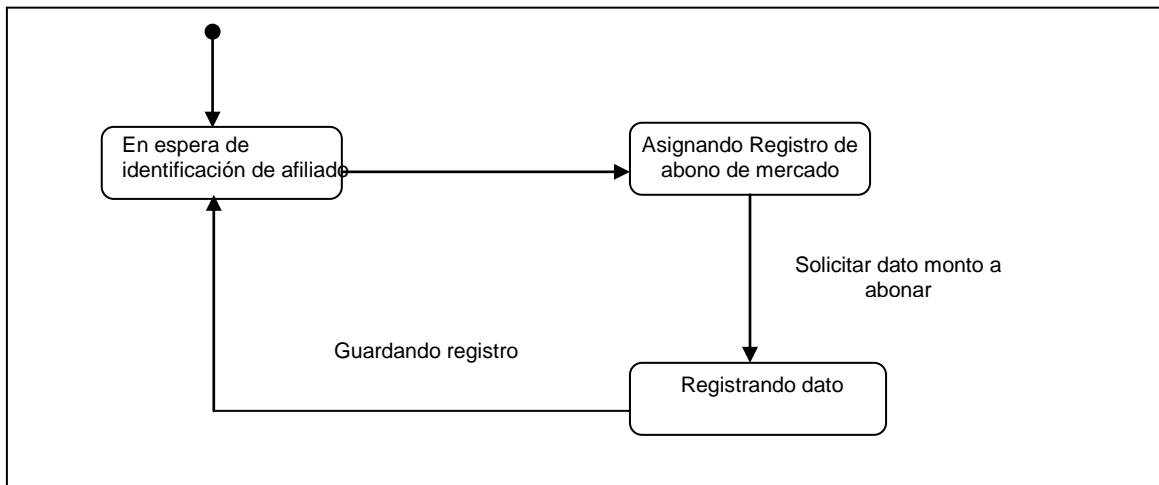 En espera de
identificación de afiliado
Asignando Registro de
abono de mercado
Solicitar dato monto a
abonar
Guardando registro
Registrando dato